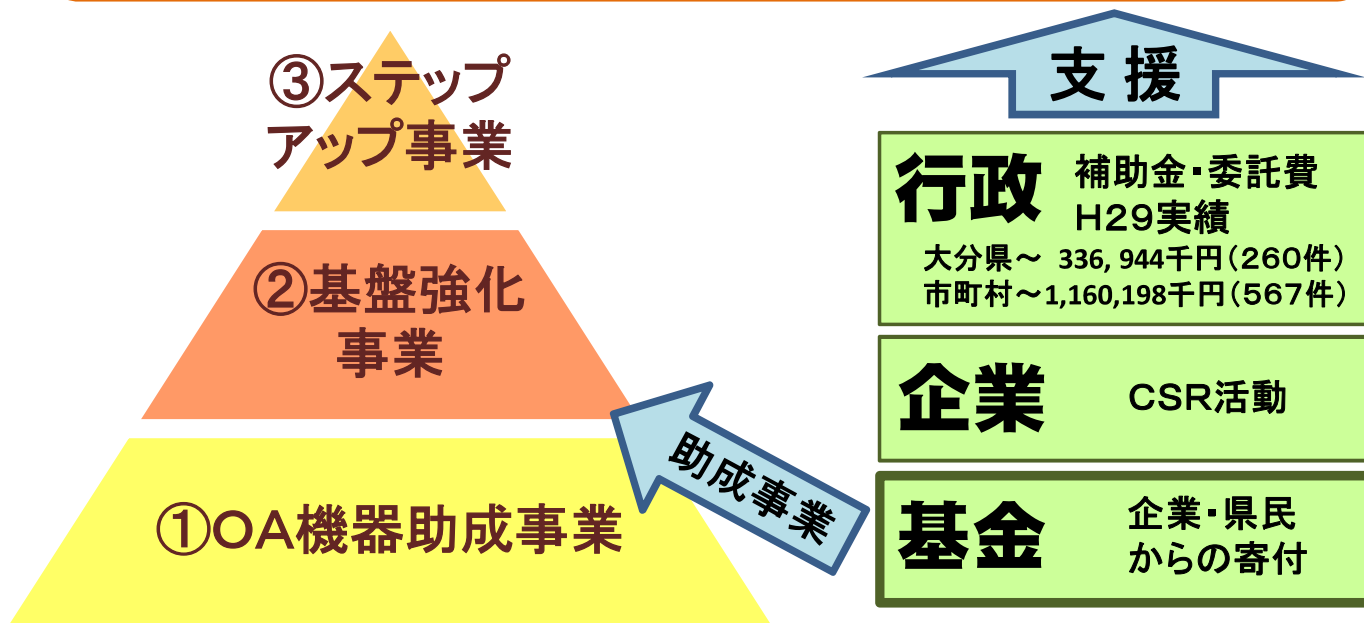 ③ステップ
アップ事業
②基盤強化
事業
①OA機器助成事業
助成事業
支援
行政 補助金・委託費
H29実績
大分県～ 336,944千円(260件)
市町村～1,160,198千円(567件)
企業 CSR活動
基金 企業・県民
からの寄付